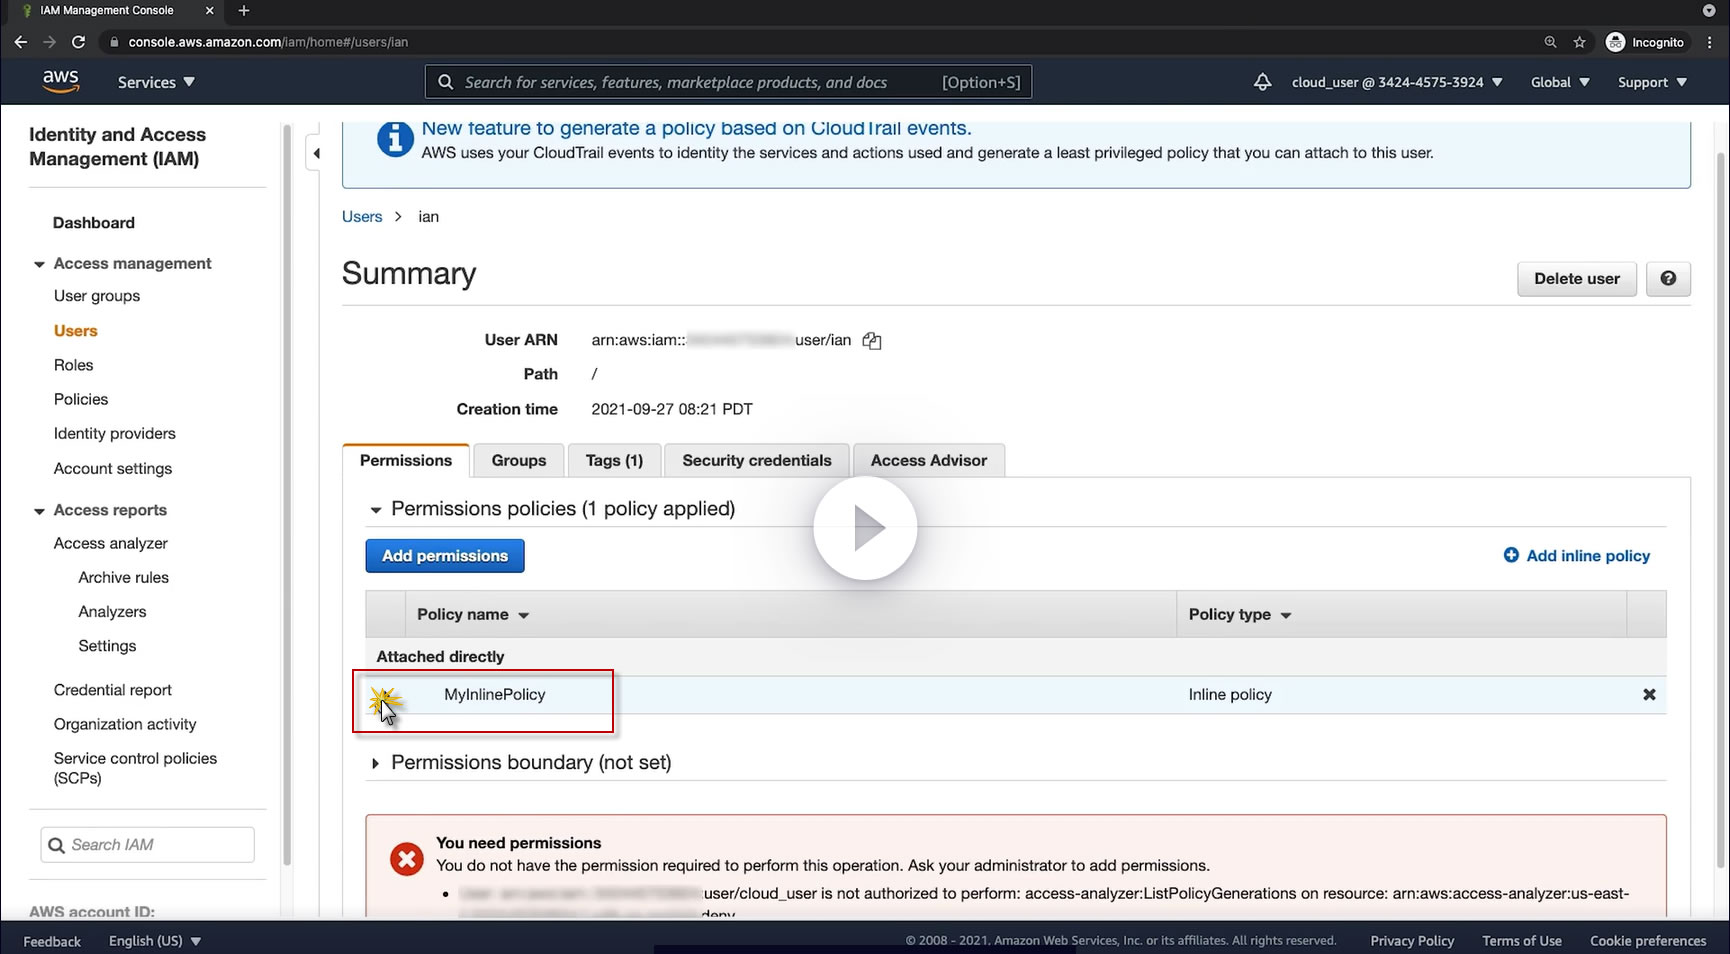 IAM Management Console
console.aws.amazon.com/iam/home#/users/ian
Incognito
aws
Services
Search for services, features, marketplace products, and docs [Option+S]
cloud_user @ 3424-4575-3924
Global
Support
Identity and Access
Management (IAM)
Dashboard
Access management
User groups
Users
Roles
Policies
Identity providers
Account settings
Access reports
Access analyzer
Archive rules
Analyzers
Settings
Credential report
Organization activity
Service control policies
(SCPs)
Search IAM
AWS account ID:
New feature to generate a policy based on CloudTrail events.
AWS uses your CloudTrail events to identify the services and actions used and generate a least privileged policy that you can attach to this user.
Users > ian
Summary
Delete user
User ARN arn:aws:iam:: user/ian
Path /
Creation time 2021-09-27 08:21 PDT
Permissions
Groups
Tags (1)
Security credentials
Access Advisor
Permissions policies (1 policy applied)
Add permissions
Add inline policy
Policy name
Policy type
Attached directly
MyInlinePolicy
Inline policy
Permissions boundary (not set)
You need permissions
You do not have the permission required to perform this operation. Ask your administrator to add permissions.
:user/cloud_user is not authorized to perform: access-analyzer:ListPolicyGenerations on resource: arn:aws:access-analyzer:us-east-
deny
Feedback
English (US)
© 2008 - 2021, Amazon Web Services, Inc. or its affiliates. All rights reserved.
Privacy Policy
Terms of Use
Cookie preferences